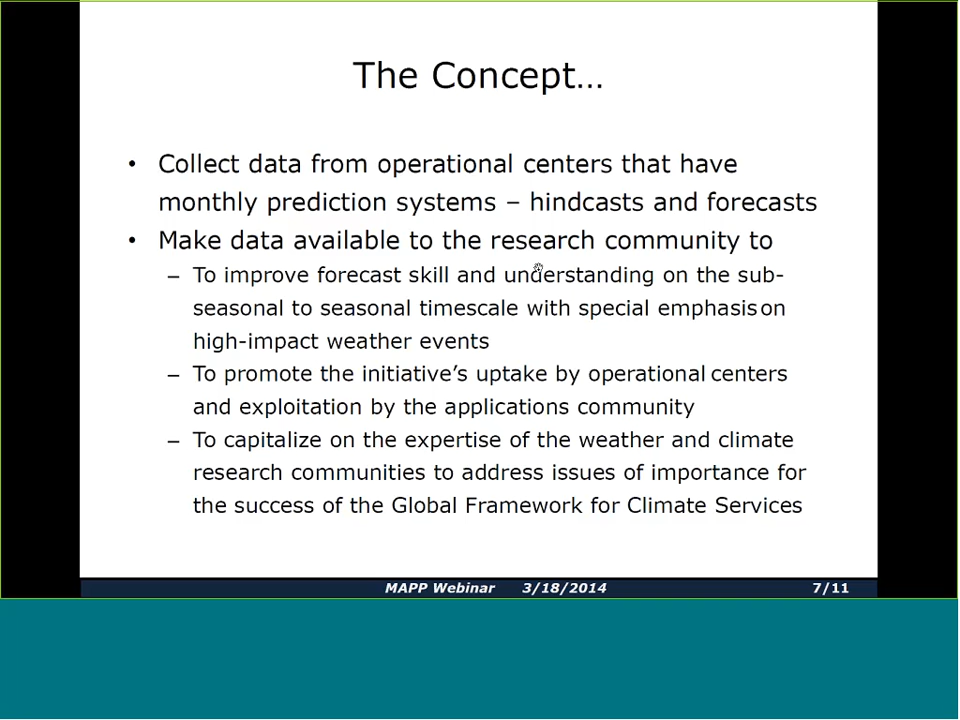 The Concept…
• Collect data from operational centers that have
monthly prediction systems – hindcasts and forecasts
• Make data available to the research community to
– To improve forecast skill and understanding on the sub-
seasonal to seasonal timescale with special emphasis on
high-impact weather events
– To promote the initiative’s uptake by operational centers
and exploitation by the applications community
– To capitalize on the expertise of the weather and climate
research communities to address issues of importance for
the success of the Global Framework for Climate Services
MAPP Webinar 3/18/2014 7/11